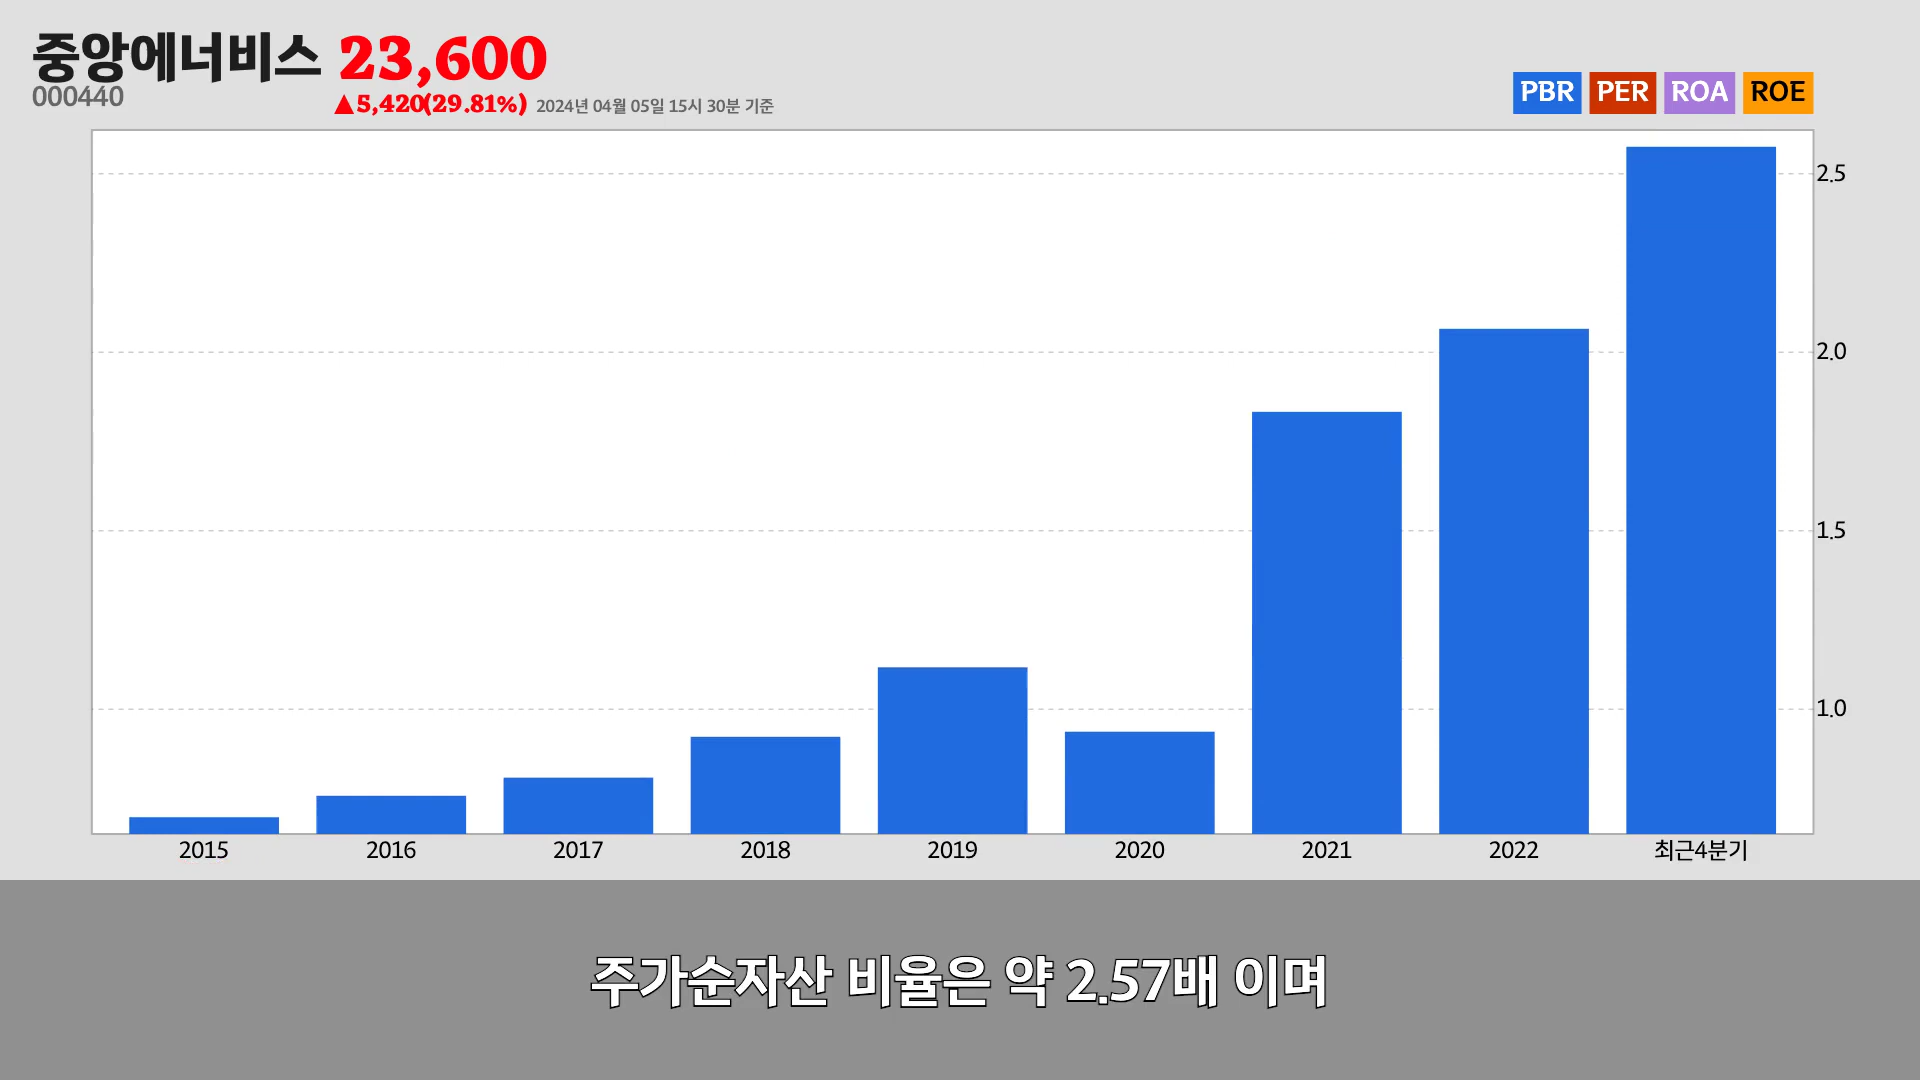 중앙에너비스 23,600
000440
▲5,420(29.81%) 2024년 04월 05일 15시 30분 기준
PBR PER ROA ROE
2.5
2.0
1.5
1.0
2015 2016 2017 2018 2019 2020 2021 2022 최근4분기
주가순자산 비율은 약 2.57배 이며